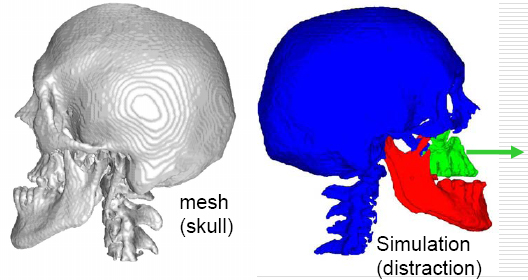 mesh
(skull)
Simulation
(distraction)